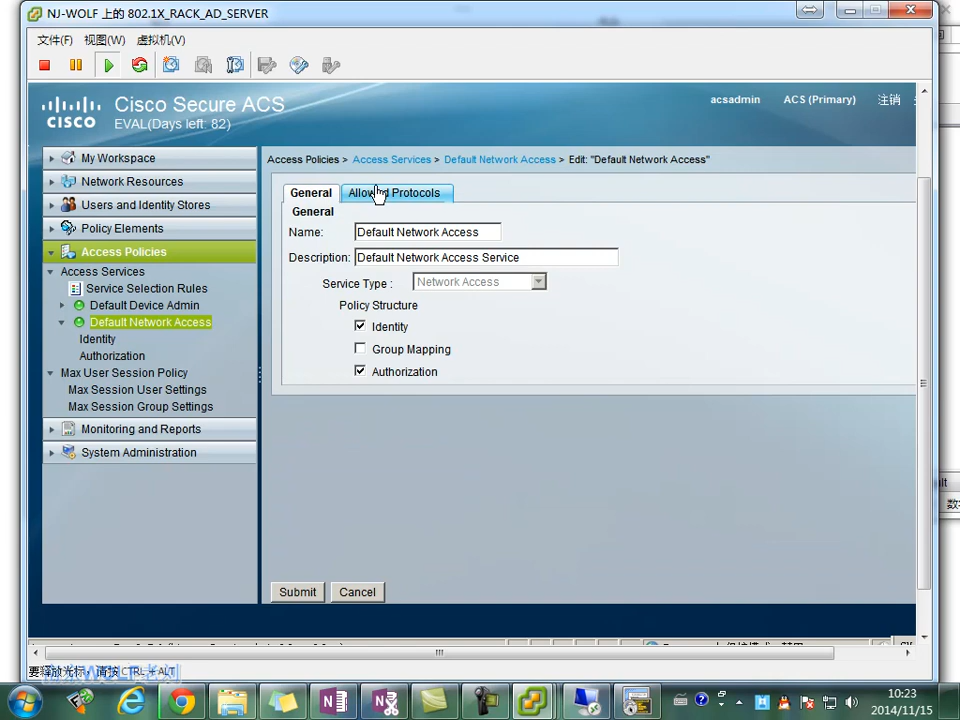 NJ-WOLF 上的 802.1X_RACK_AD_SERVER
文件(F) 视图(W) 虚拟机(V)
CISCO
Cisco Secure ACS
EVAL(Days left: 82)
acsadmin ACS (Primary) 注销
My Workspace
Network Resources
Users and Identity Stores
Policy Elements
Access Policies
Access Services
Service Selection Rules
Default Device Admin
Default Network Access
Identity
Authorization
Max User Session Policy
Max Session User Settings
Max Session Group Settings
Monitoring and Reports
System Administration
Access Policies > Access Services > Default Network Access > Edit: "Default Network Access"
General Allowed Protocols
General
Name: Default Network Access
Description: Default Network Access Service
Service Type : Network Access
Policy Structure
Identity
Group Mapping
Authorization
Submit Cancel
要释放光标，请按 CTRL + ALT
10:23
2014/11/15